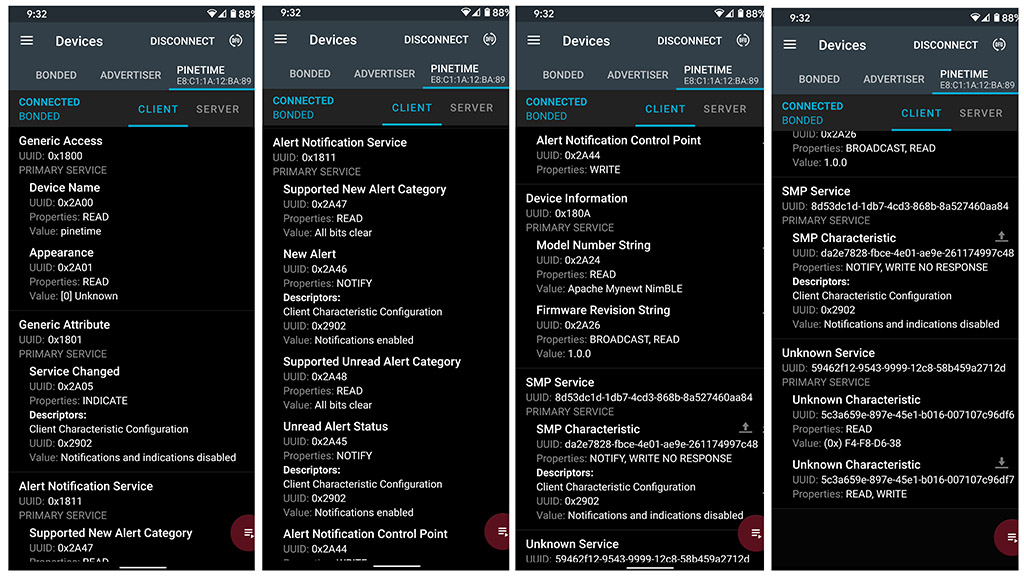 9:32
88%
Devices
DISCONNECT
BONDED
ADVERTISER
PINETIME
E8:C1:1A:12:BA:89
CONNECTED
BONDED
CLIENT
SERVER
Generic Access
UUID: 0x1800
PRIMARY SERVICE
Device Name
UUID: 0x2A00
Properties: READ
Value: pinetime
Appearance
UUID: 0x2A01
Properties: READ
Value: [0] Unknown
Generic Attribute
UUID: 0x1801
PRIMARY SERVICE
Service Changed
UUID: 0x2A05
Properties: INDICATE
Descriptors:
Client Characteristic Configuration
UUID: 0x2902
Value: Notifications and indications disabled
Alert Notification Service
UUID: 0x1811
PRIMARY SERVICE
Supported New Alert Category
UUID: 0x2A47
Properties: READ
9:32
88%
Devices
DISCONNECT
BONDED
ADVERTISER
PINETIME
E8:C1:1A:12:BA:89
CONNECTED
BONDED
CLIENT
SERVER
Alert Notification Service
UUID: 0x1811
PRIMARY SERVICE
Supported New Alert Category
UUID: 0x2A47
Properties: READ
Value: All bits clear
New Alert
UUID: 0x2A46
Properties: NOTIFY
Descriptors:
Client Characteristic Configuration
UUID: 0x2902
Value: Notifications enabled
Supported Unread Alert Category
UUID: 0x2A48
Properties: READ
Value: All bits clear
Unread Alert Status
UUID: 0x2A45
Properties: NOTIFY
Descriptors:
Client Characteristic Configuration
UUID: 0x2902
Value: Notifications enabled
Alert Notification Control Point
UUID: 0x2A44
Properties: WRITE
9:32
88%
Devices
DISCONNECT
BONDED
ADVERTISER
PINETIME
E8:C1:1A:12:BA:89
CONNECTED
BONDED
CLIENT
SERVER
Alert Notification Control Point
UUID: 0x2A44
Properties: WRITE
Device Information
UUID: 0x180A
PRIMARY SERVICE
Model Number String
UUID: 0x2A24
Properties: READ
Value: Apache Mynewt NimBLE
Firmware Revision String
UUID: 0x2A26
Properties: BROADCAST, READ
Value: 1.0.0
SMP Service
UUID: 8d53dc1d-1db7-4cd3-868b-8a527460aa84
PRIMARY SERVICE
SMP Characteristic
UUID: da2e7828-fbce-4e01-ae9e-261174997c48
Properties: NOTIFY, WRITE NO RESPONSE
Descriptors:
Client Characteristic Configuration
UUID: 0x2902
Value: Notifications and indications disabled
Unknown Service
UUID: 59462f12-9543-9999-12c8-58b459a2712d
9:32
88%
Devices
DISCONNECT
BONDED
ADVERTISER
PINETIME
E8:C1:1A:12:BA:89
CONNECTED
BONDED
CLIENT
SERVER
UUID: 0x2A26
Properties: BROADCAST, READ
Value: 1.0.0
SMP Service
UUID: 8d53dc1d-1db7-4cd3-868b-8a527460aa84
PRIMARY SERVICE
SMP Characteristic
UUID: da2e7828-fbce-4e01-ae9e-261174997c48
Properties: NOTIFY, WRITE NO RESPONSE
Descriptors:
Client Characteristic Configuration
UUID: 0x2902
Value: Notifications and indications disabled
Unknown Service
UUID: 59462f12-9543-9999-12c8-58b459a2712d
PRIMARY SERVICE
Unknown Characteristic
UUID: 5c3a659e-897e-45e1-b016-007107c96df6
Properties: READ
Value: (0x) F4-F8-D6-38
Unknown Characteristic
UUID: 5c3a659e-897e-45e1-b016-007107c96df7
Properties: READ, WRITE